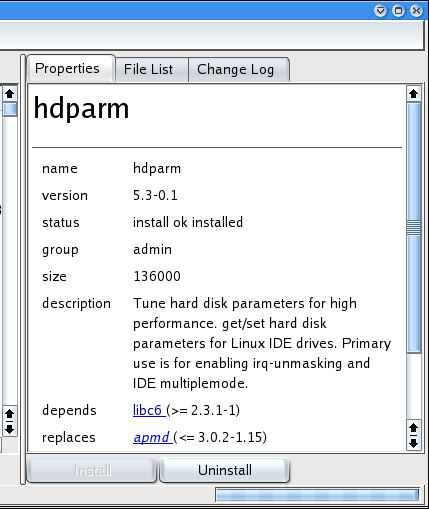 Properties File List Change Log
hdparm
name hdparm
version 5.3-0.1
status install ok installed
group admin
size 136000
description Tune hard disk parameters for high
performance. get/set hard disk
parameters for Linux IDE drives. Primary
use is for enabling irq-unmasking and
IDE multiplemode.
depends libc6 (>= 2.3.1-1)
replaces apmd (<= 3.0.2-1.15)
Install Uninstall